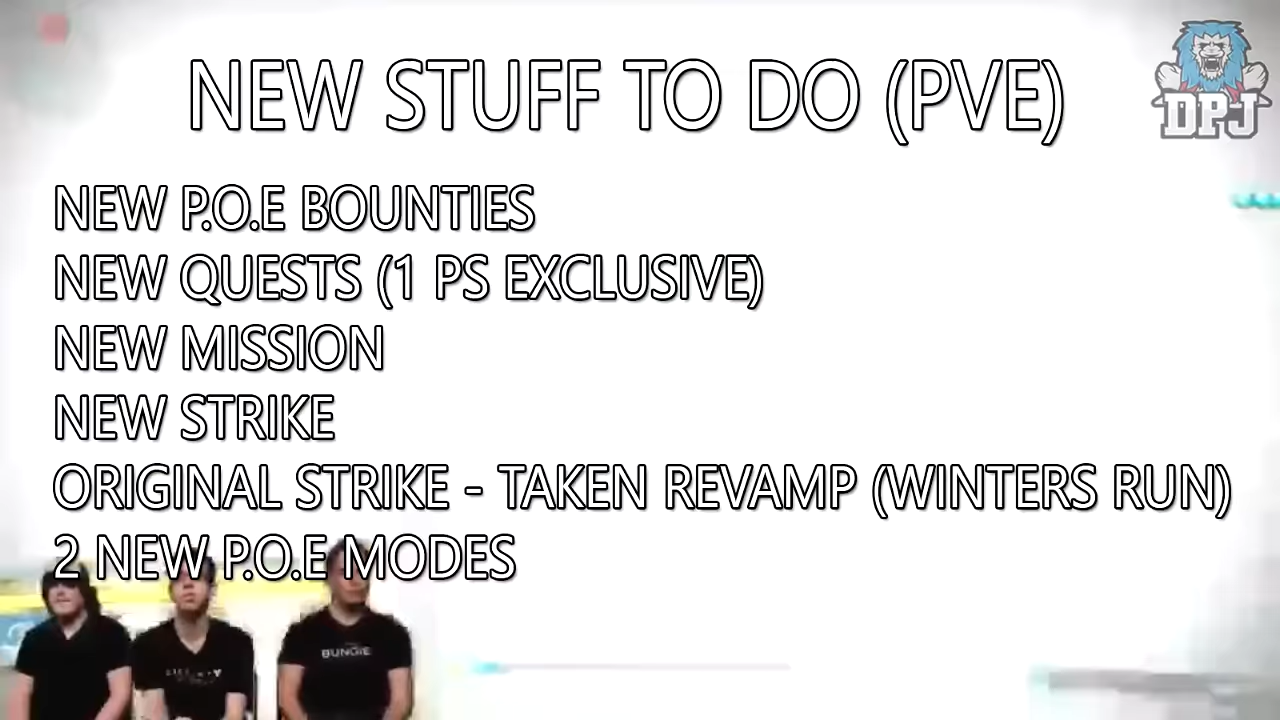 NEW STUFF TO DO (PVE)
DPJ
NEW P.O.E BOUNTIES
NEW QUESTS (1 PS EXCLUSIVE)
NEW MISSION
NEW STRIKE
ORIGINAL STRIKE - TAKEN REVAMP (WINTERS RUN)
2 NEW P.O.E MODES
BUNGIE